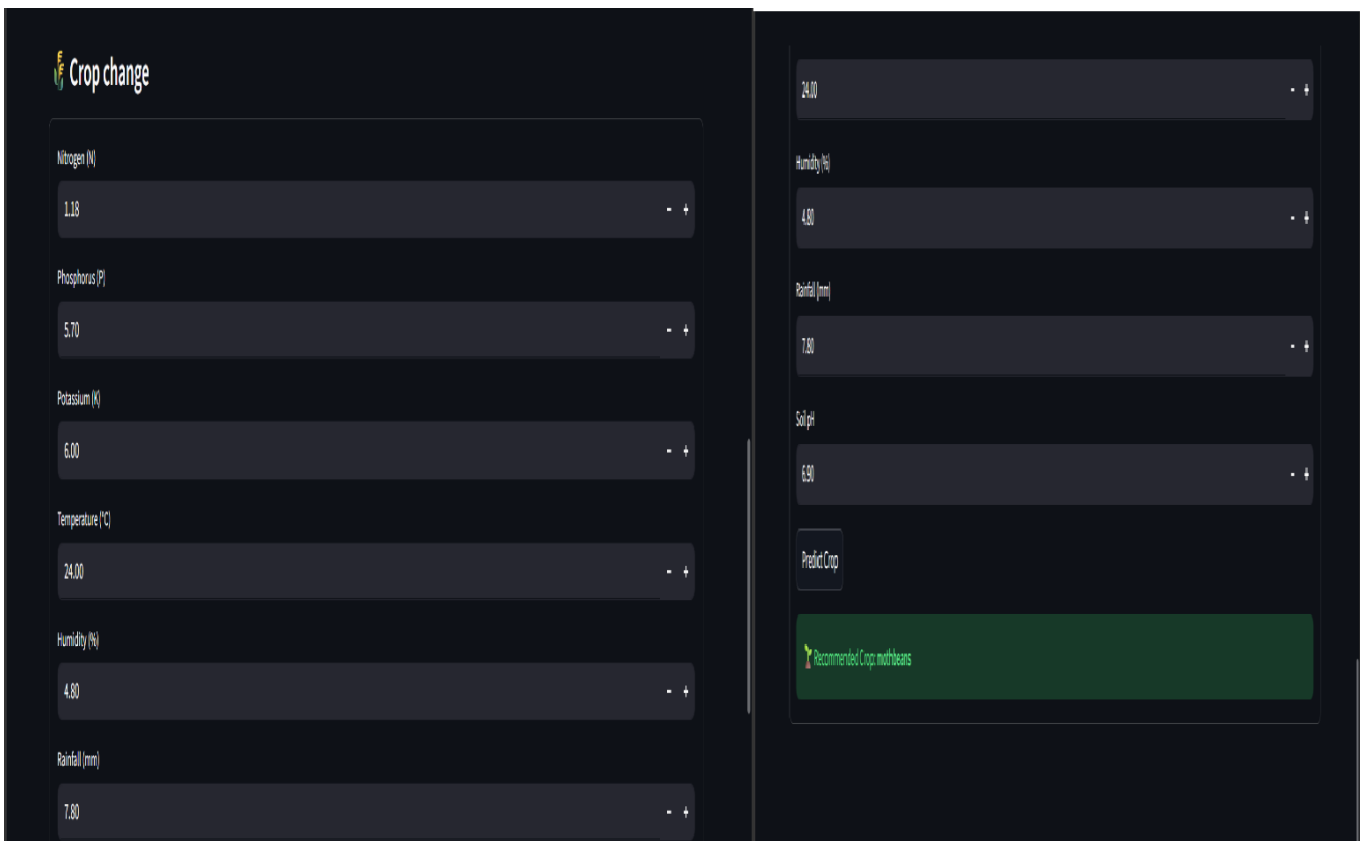 Crop change
Nitrogen (N)
1.18
- +
Phosphorus (P)
5.70
- +
Potassium (K)
6.00
- +
Temperature (°C)
24.00
- +
Humidity (%)
4.80
- +
Rainfall (mm)
7.80
- +
24.00
- +
Humidity (%)
4.80
- +
Rainfall (mm)
7.80
- +
Soil pH
6.90
- +
Predict Crop
Recommended Crop: mothbeans